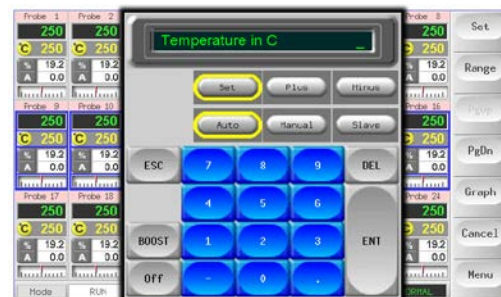 Probe 1 Probe 2 Probe 8
250 250 250
°C 250 °C 250 250
% 19.2 % 19.2 % 19.2
A 0.0 A 0.0 A 0.0
Probe 9 Probe 10 Probe 16
250 250 250
°C 250 °C 250 250
% 19.2 % 19.2 % 19.2
A 0.0 A 0.0 A 0.0
Probe 17 Probe 18 Probe 24
250 250 250
°C 250 °C 250 250
% 19.2 % 19.2 % 19.2
A 0.0 A 0.0 A 0.0
Mode RUN
Temperature in C _
Set Plus Minus
Auto Manual Slave
ESC 7 8 9 DEL
4 5 6
BOOST 1 2 3 ENT
Off - 0 .
Set
Range
PgUp
PgDn
Graph
Cancel
Menu